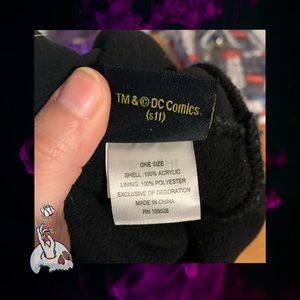 TM & © DC Comics.
(s11)
ONE SIZE
SHELL :100% ACRYLIC
LINING: 100% POLYESTER
EXCLUSIVE OF DECORATION
MADE IN CHINA
RN 109028